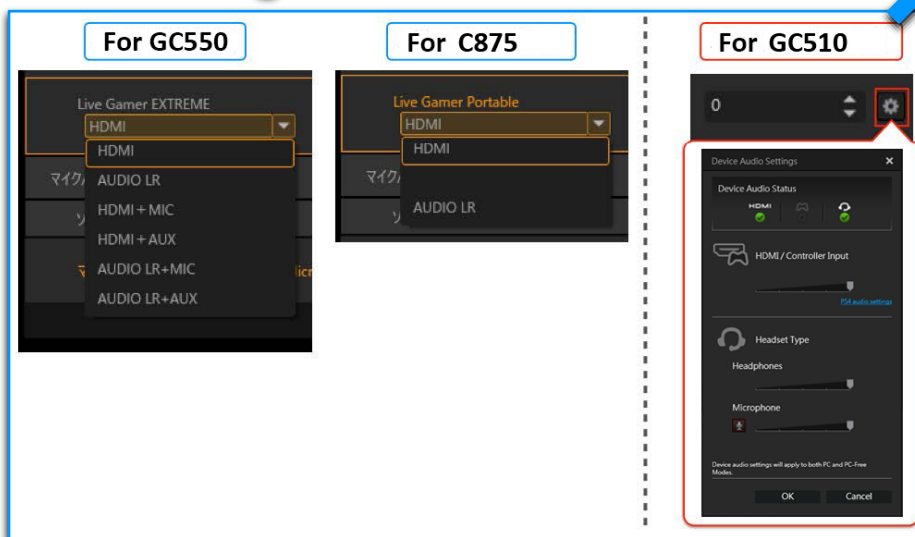 For GC550
Live Gamer EXTREME
HDMI
HDMI
AUDIO LR
HDMI+MIC
HDMI+AUX
AUDIO LR+MIC
AUDIO LR+AUX
マイク
For C875
Live Gamer Portable
HDMI
HDMI
AUDIO LR
マイク
For GC510
0
Device Audio Settings
Device Audio Status
HDMI
HDMI / Controller Input
PS4 audio settings
Headset Type
Headphones
Microphone
Device audio settings will apply to both PC and PC-Free
Modes.
OK Cancel